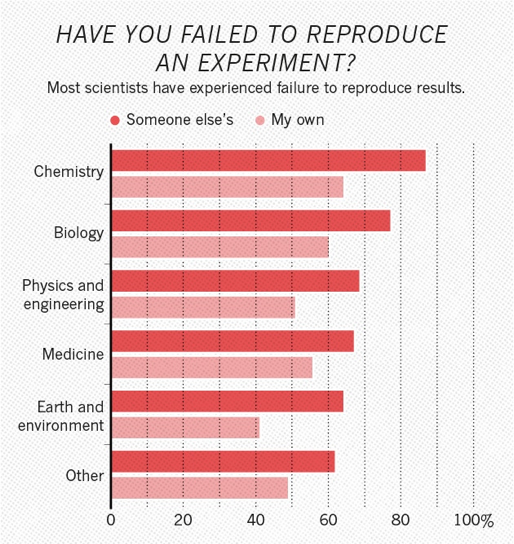 HAVE YOU FAILED TO REPRODUCE
AN EXPERIMENT?
Most scientists have experienced failure to reproduce results.
Someone else's My own
Chemistry
Biology
Physics and
engineering
Medicine
Earth and
environment
Other
0 20 40 60 80 100%